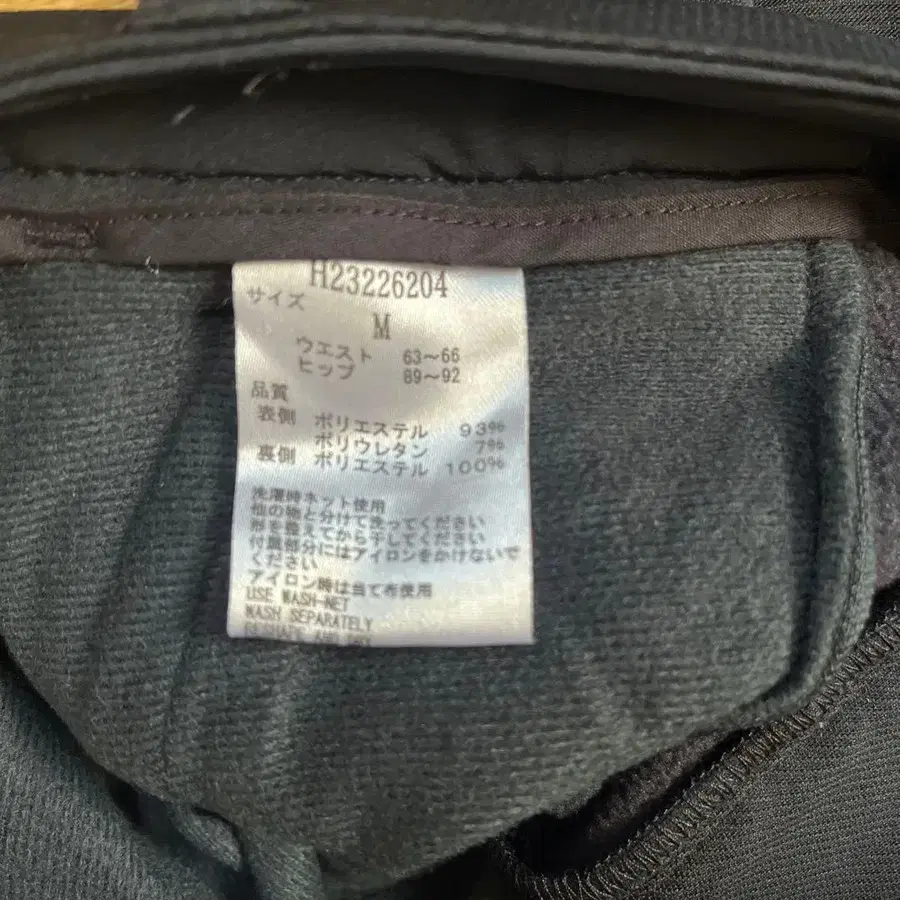 H23226204
サイズ
M
ウエスト 63～66
ヒップ 89～92
品質
表側 ポリエステル 93%
ポリウレタン 7%
裏側 ポリエステル 100%
洗濯時ネット使用
他の物と分けて洗ってください
形を整えてから干してください
付属部分にはアイロンをかけないで
ください
アイロン時は当て布使用
USE WASH-NET
WASH SEPARATELY
RESHAPE AND DRY